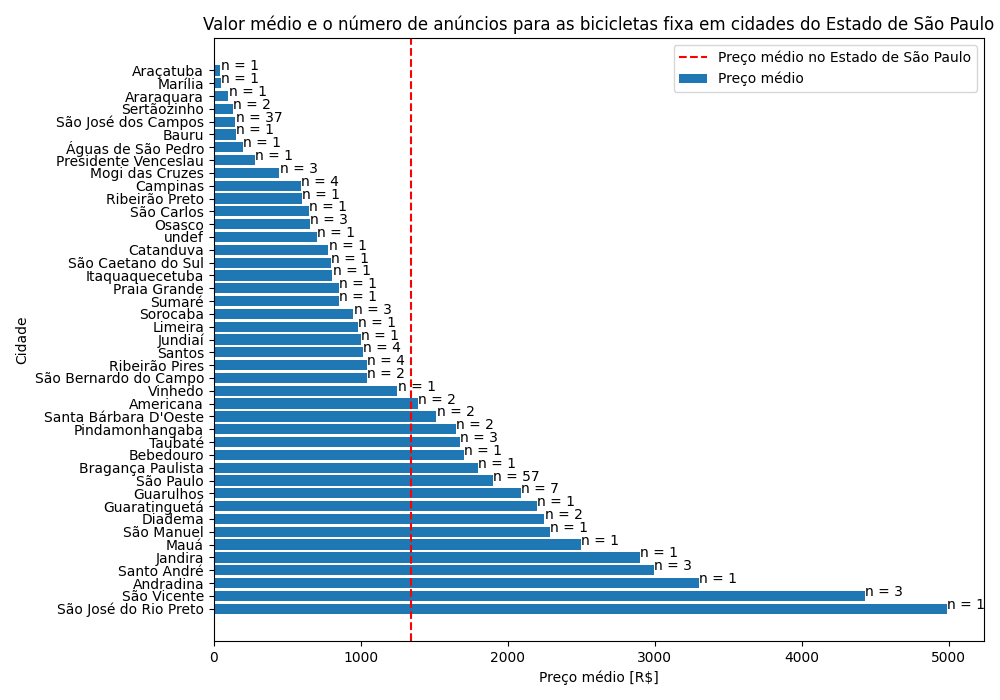 Valor médio e o número de anúncios para as bicicletas fixa em cidades do Estado de São Paulo
Preço médio no Estado de São Paulo
Preço médio
Araçatuba n = 1
Marília n = 1
Araraquara n = 1
Sertãozinho n = 2
São José dos Campos n = 37
Bauru n = 1
Águas de São Pedro n = 1
Presidente Venceslau n = 1
Mogi das Cruzes n = 3
Campinas n = 4
Ribeirão Preto n = 1
São Carlos n = 1
Osasco n = 3
undef n = 1
Catanduva n = 1
São Caetano do Sul n = 1
Itaquaquecetuba n = 1
Praia Grande n = 1
Sumaré n = 1
Sorocaba n = 3
Limeira n = 1
Jundiaí n = 1
Santos n = 4
Ribeirão Pires n = 4
São Bernardo do Campo n = 2
Vinhedo n = 1
Americana n = 2
Santa Bárbara D'Oeste n = 2
Pindamonhangaba n = 2
Taubaté n = 3
Bebedouro n = 1
Bragança Paulista n = 1
São Paulo n = 57
Guarulhos n = 7
Guaratinguetá n = 1
Diadema n = 2
São Manuel n = 1
Mauá n = 1
Jandira n = 1
Santo André n = 3
Andradina n = 1
São Vicente n = 3
São José do Rio Preto n = 1
Cidade
0 1000 2000 3000 4000 5000
Preço médio [R$]